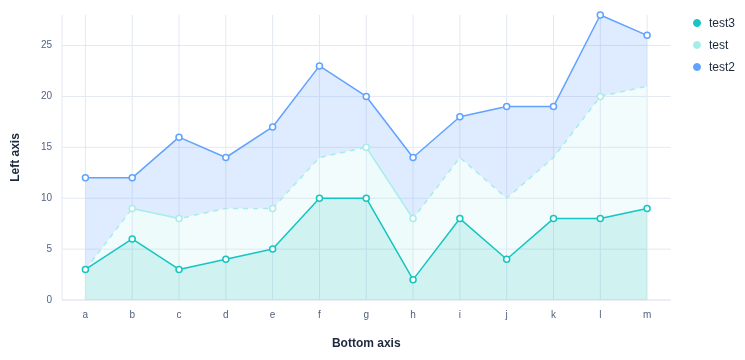 test3
test
test2
Left axis
25
20
15
10
5
0
a b c d e f g h i j k l m
Bottom axis